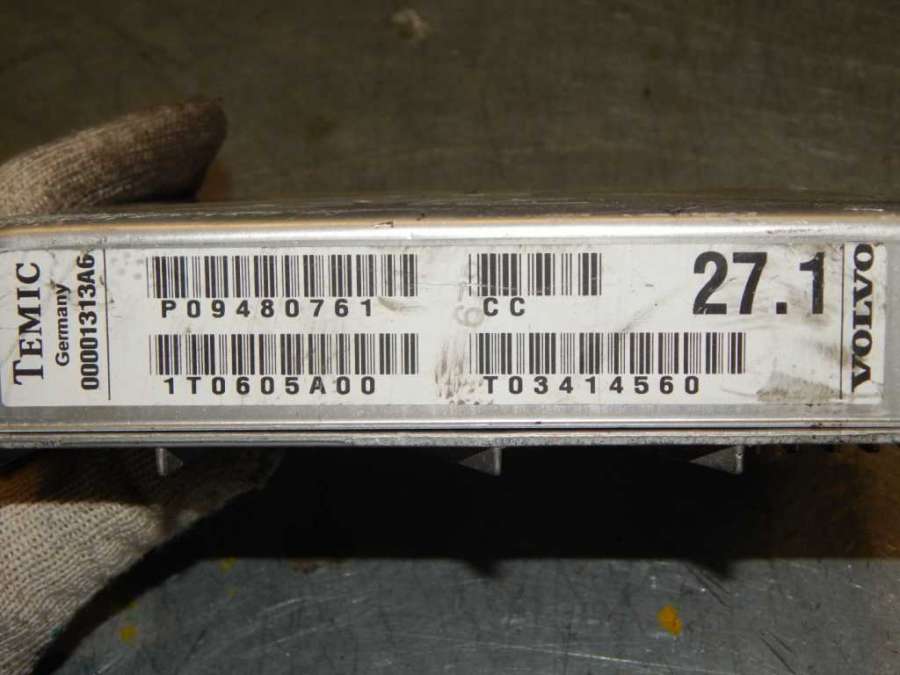 TEMIC
Germany
00001313A6
P09480761
CC
27.1
1T0605A00
T03414560
VOLVO